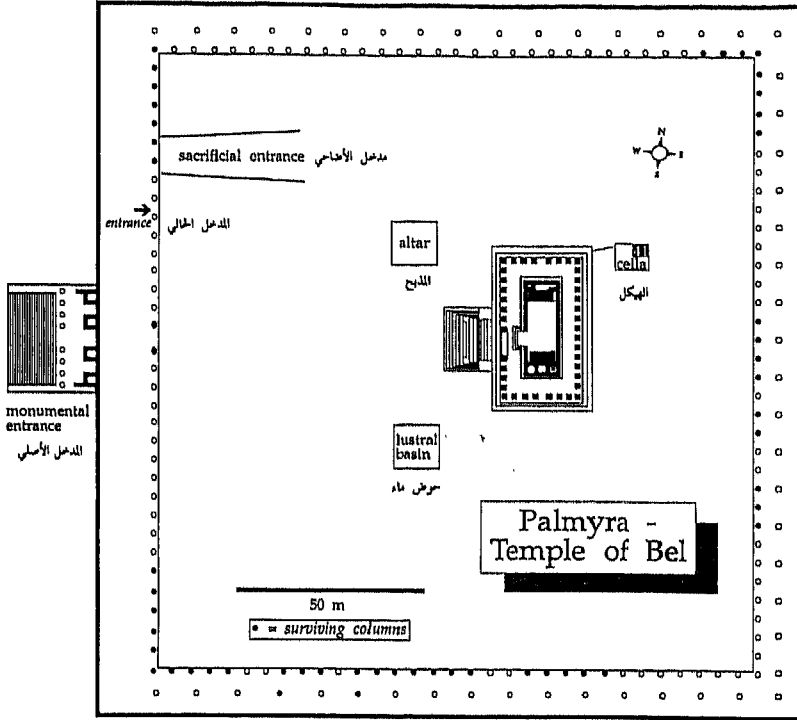 N
W
E
S
sacrificial entrance مدخل الأضاحي
entrance المدخل الحالي
altar
المذبح
cella
الهيكل
monumental
entrance
المدخل الأصلي
lustral
basin
حوض ماء
Palmyra -
Temple of Bel
50 m
• = surviving columns